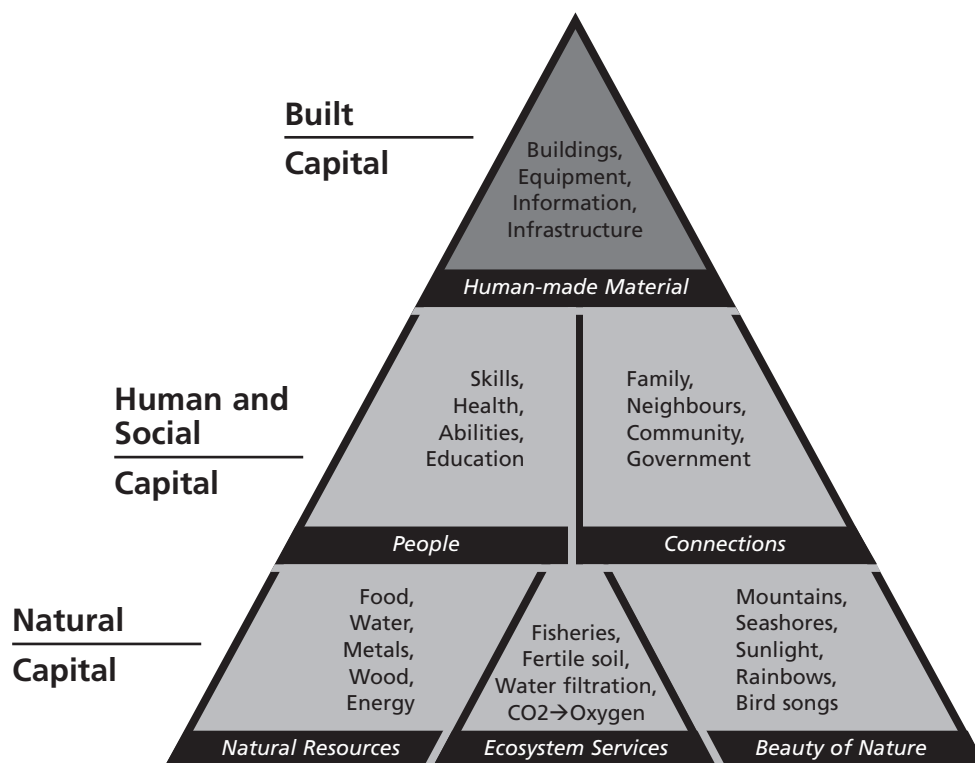 Built
Capital
Buildings,
Equipment,
Information,
Infrastructure
Human-made Material
Human and
Social
Capital
Skills,
Health,
Abilities,
Education
People
Family,
Neighbours,
Community,
Government
Connections
Natural
Capital
Food,
Water,
Metals,
Wood,
Energy
Natural Resources
Fisheries,
Fertile soil,
Water filtration,
CO2→Oxygen
Ecosystem Services
Mountains,
Seashores,
Sunlight,
Rainbows,
Bird songs
Beauty of Nature